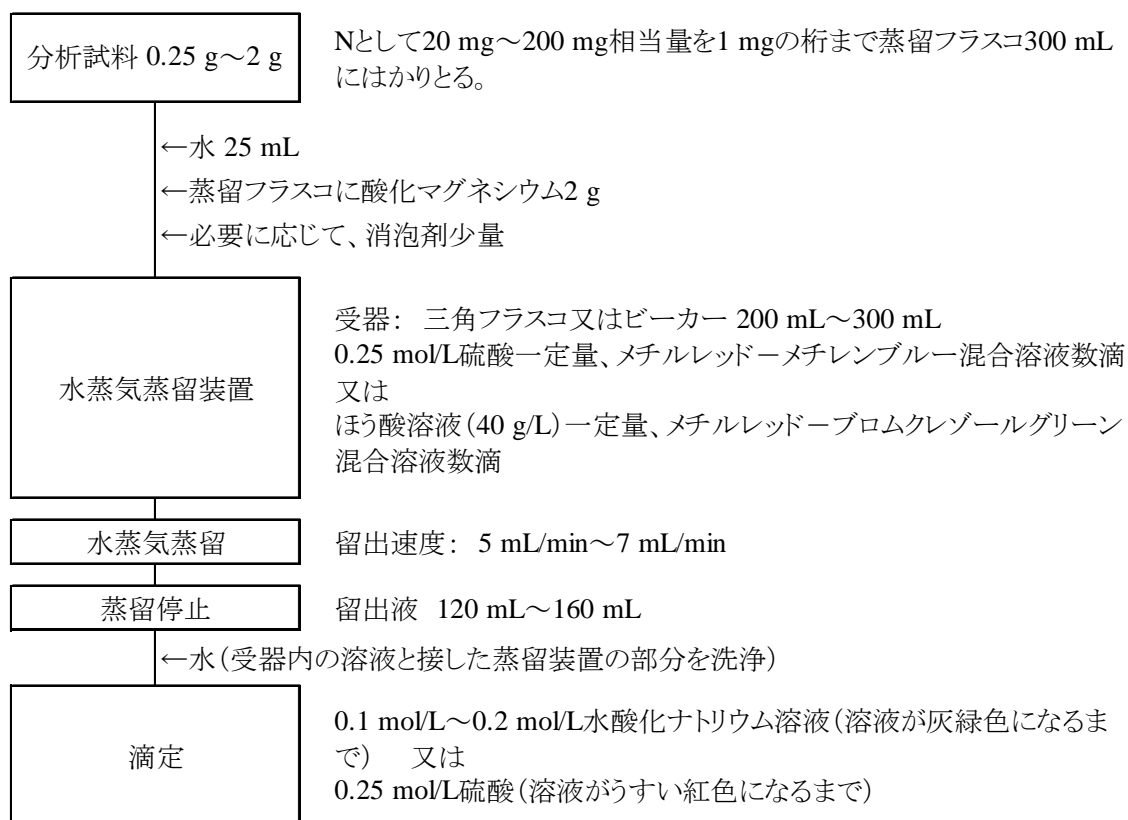 分析試料 0.25 g~2 g
Nとして20 mg~200 mg相当量を1 mgの桁まで蒸留フラスコ300 mL
にはかりとる。
←水 25 mL
←蒸留フラスコに酸化マグネシウム2 g
←必要に応じて、消泡剤少量
水蒸気蒸留装置
受器: 三角フラスコ又はビーカー 200 mL~300 mL
0.25 mol/L硫酸一定量、メチルレッド-メチレンブルー混合溶液数滴
又は
ほう酸溶液(40 g/L)一定量、メチルレッド-ブロムクレゾールグリーン
混合溶液数滴
水蒸気蒸留
留出速度: 5 mL/min~7 mL/min
蒸留停止
留出液 120 mL~160 mL
←水(受器内の溶液と接した蒸留装置の部分を洗浄)
滴定
0.1 mol/L~0.2 mol/L水酸化ナトリウム溶液(溶液が灰緑色になるま
で) 又は
0.25 mol/L硫酸(溶液がうすい紅色になるまで)